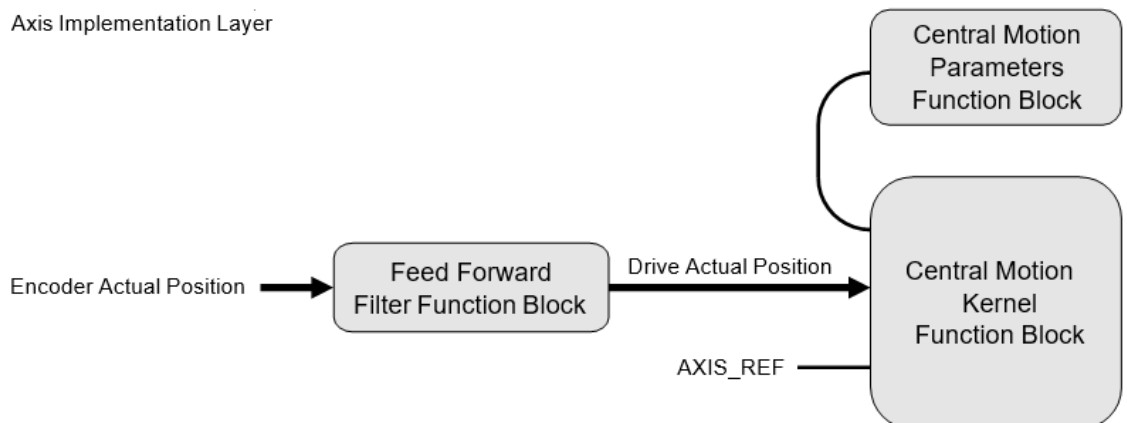 Axis Implementation Layer
Central Motion
Parameters
Function Block
Encoder Actual Position
Feed Forward
Filter Function Block
Drive Actual Position
Central Motion
Kernel
Function Block
AXIS_REF